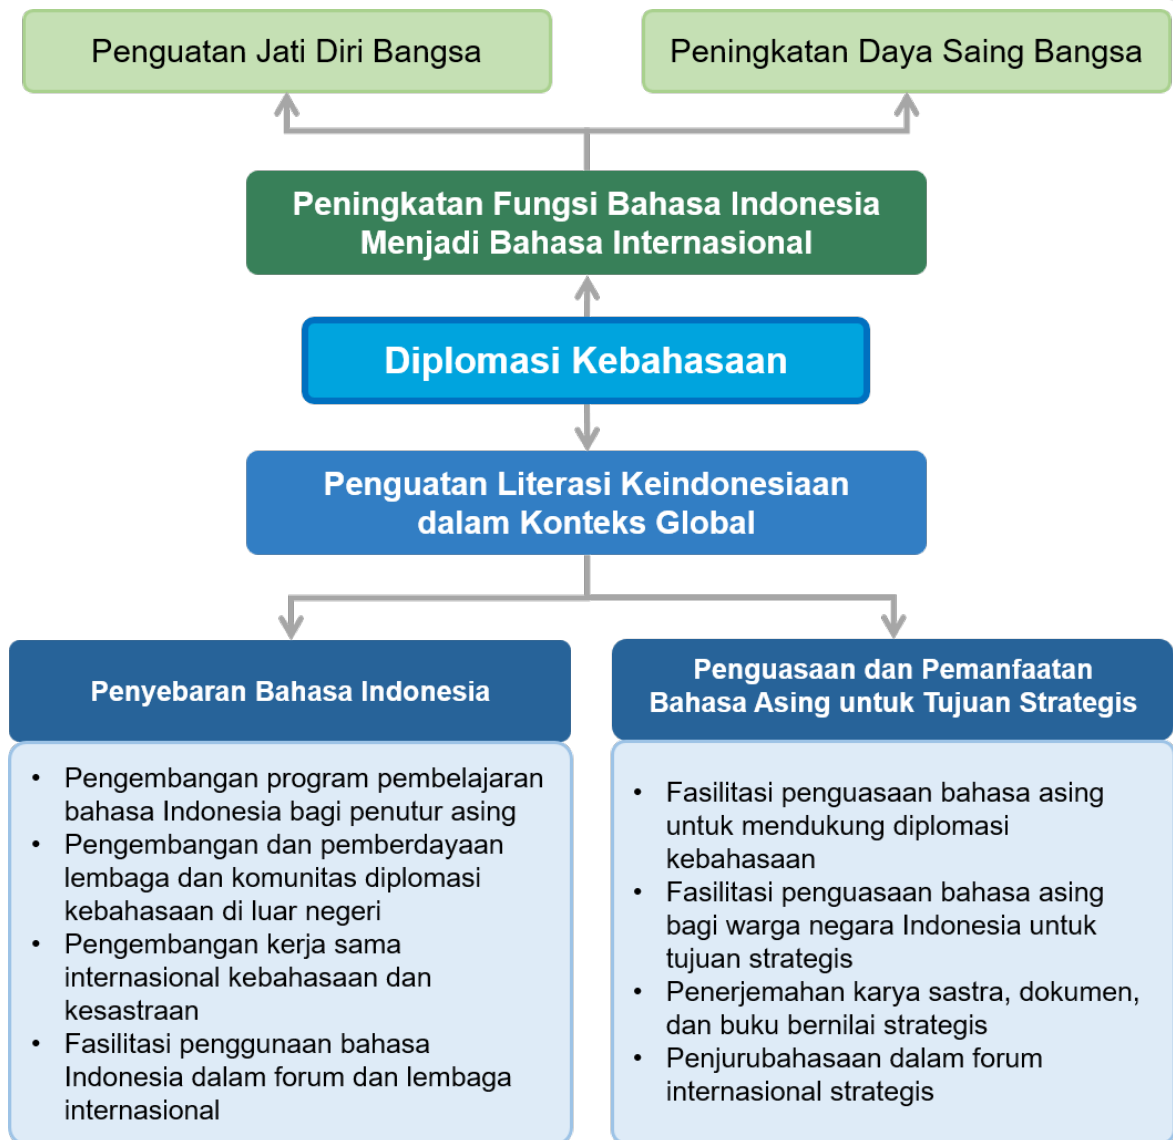 Penguatan Jati Diri Bangsa
Peningkatan Daya Saing Bangsa
Peningkatan Fungsi Bahasa Indonesia
Menjadi Bahasa Internasional
Diplomasi Kebahasaan
Penguatan Literasi Keindonesiaan
dalam Konteks Global
Penyebaran Bahasa Indonesia
• Pengembangan program pembelajaran
bahasa Indonesia bagi penutur asing
• Pengembangan dan pemberdayaan
lembaga dan komunitas diplomasi
kebahasaan di luar negeri
• Pengembangan kerja sama
internasional kebahasaan dan
kesastraan
• Fasilitasi penggunaan bahasa
Indonesia dalam forum dan lembaga
internasional
Penguasaan dan Pemanfaatan
Bahasa Asing untuk Tujuan Strategis
• Fasilitasi penguasaan bahasa asing
untuk mendukung diplomasi
kebahasaan
• Fasilitasi penguasaan bahasa asing
bagi warga negara Indonesia untuk
tujuan strategis
• Penerjemahan karya sastra, dokumen,
dan buku bernilai strategis
• Penjurubahasaan dalam forum
internasional strategis